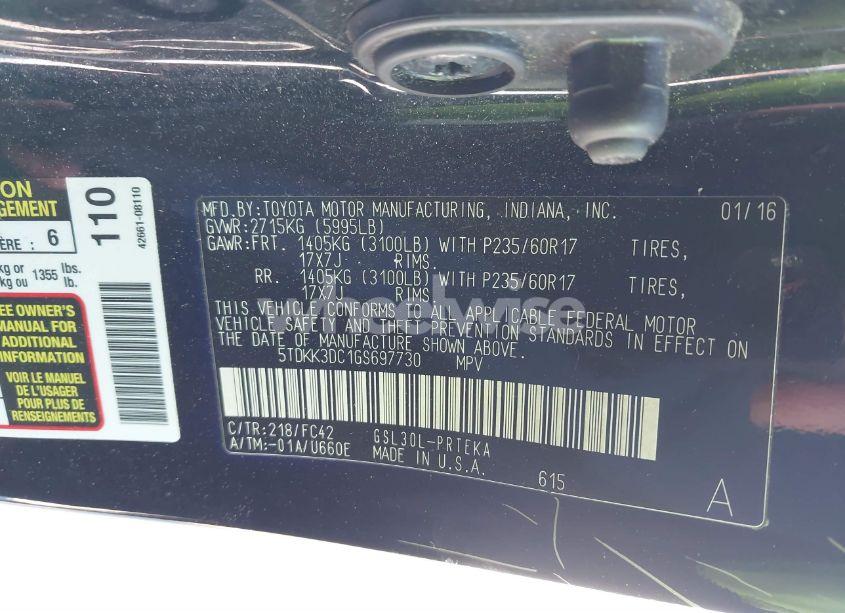 ION
GEMENT
ÈRE : 6
kg or 1355 lbs.
kg ou lb.
EE OWNER'S
MANUAL FOR
ADDITIONAL
INFORMATION
VOIR LE MANUEL
DE L'USAGER
POUR PLUS DE
RENSEIGNEMENTS
110
42661-08110
MFD.BY:TOYOTA MOTOR MANUFACTURING, INDIANA, INC. 01/16
GVWR:2715KG (5995LB)
GAWR:FRT. 1405KG (3100LB) WITH P235/60R17 TIRES,
17X7J RIMS.
RR. 1405KG (3100LB) WITH P235/60R17 TIRES,
17X7J RIMS.
THIS VEHICLE CONFORMS TO ALL APPLICABLE FEDERAL MOTOR
VEHICLE SAFETY AND THEFT PREVENTION STANDARDS IN EFFECT ON
THE DATE OF MANUFACTURE SHOWN ABOVE.
5TDKK3DC1GS697730 MPV
C/TR:218/FC42 GSL30L-PRTEKA
A/TM:-01A/U660E MADE IN U.S.A.
615
A